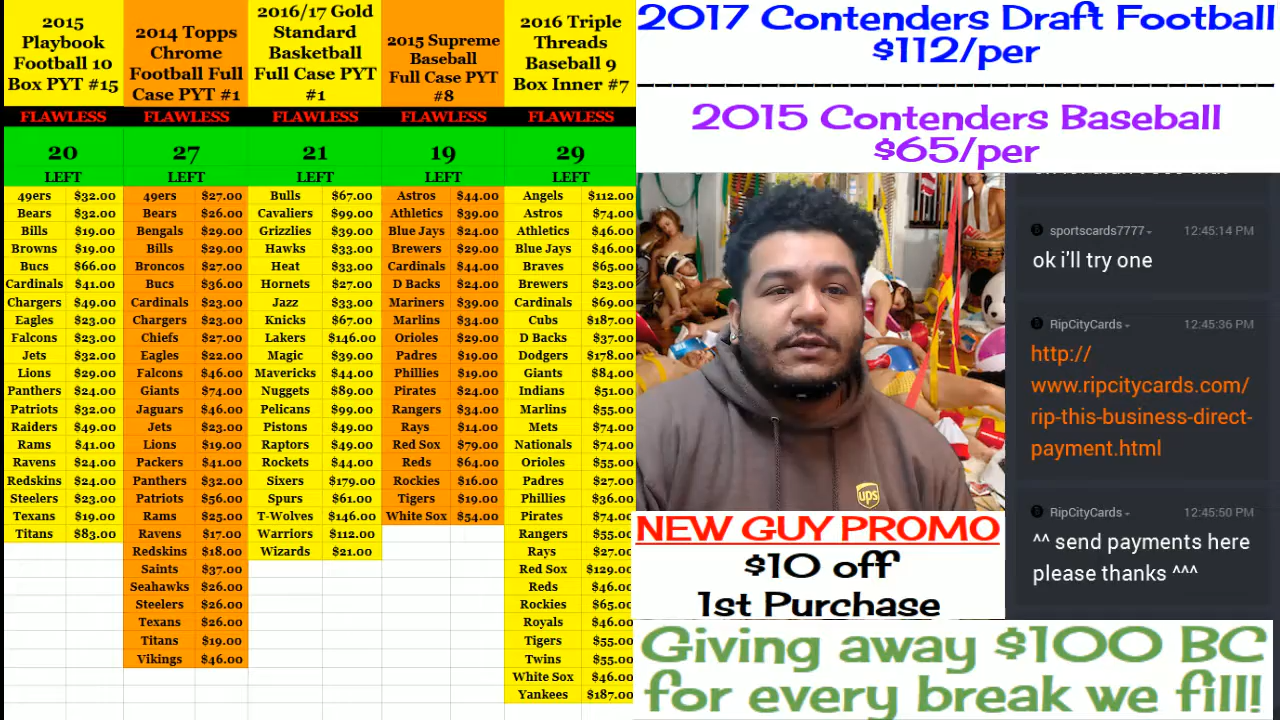 2015
Playbook
Football 10
Box PYT #15
FLAWLESS
20
LEFT
49ers $32.00
Bears $32.00
Bills $19.00
Browns $19.00
Bucs $66.00
Cardinals $41.00
Chargers $49.00
Eagles $23.00
Falcons $23.00
Jets $32.00
Lions $29.00
Panthers $24.00
Patriots $32.00
Raiders $49.00
Rams $41.00
Ravens $24.00
Redskins $24.00
Steelers $23.00
Texans $19.00
Titans $83.00
2014 Topps
Chrome
Football Full
Case PYT #1
FLAWLESS
27
LEFT
49ers $27.00
Bears $26.00
Bengals $29.00
Bills $29.00
Broncos $27.00
Bucs $36.00
Cardinals $23.00
Chargers $23.00
Chiefs $27.00
Eagles $22.00
Falcons $46.00
Giants $74.00
Jaguars $46.00
Jets $23.00
Lions $19.00
Packers $41.00
Panthers $32.00
Patriots $56.00
Rams $25.00
Ravens $17.00
Redskins $18.00
Saints $37.00
Seahawks $26.00
Steelers $26.00
Texans $26.00
Titans $19.00
Vikings $46.00
2016/17 Gold
Standard
Basketball
Full Case PYT
#1
FLAWLESS
21
LEFT
Bulls $67.00
Cavaliers $99.00
Grizzlies $39.00
Hawks $33.00
Heat $33.00
Hornets $27.00
Jazz $33.00
Knicks $67.00
Lakers $146.00
Magic $39.00
Mavericks $44.00
Nuggets $89.00
Pelicans $99.00
Pistons $49.00
Raptors $49.00
Rockets $44.00
Sixers $179.00
Spurs $61.00
T-Wolves $146.00
Warriors $112.00
Wizards $21.00
2015 Supreme
Baseball
Full Case PYT
#8
FLAWLESS
19
LEFT
Astros $44.00
Athletics $39.00
Blue Jays $24.00
Brewers $29.00
Cardinals $44.00
D Backs $24.00
Mariners $39.00
Marlins $34.00
Orioles $29.00
Padres $19.00
Phillies $19.00
Pirates $24.00
Rangers $34.00
Rays $14.00
Red Sox $79.00
Reds $64.00
Rockies $16.00
Tigers $19.00
White Sox $54.00
2016 Triple
Threads
Baseball 9
Box Inner #7
FLAWLESS
29
LEFT
Angels $112.00
Astros $74.00
Athletics $46.00
Blue Jays $46.00
Braves $65.00
Brewers $23.00
Cardinals $69.00
Cubs $187.00
D Backs $37.00
Dodgers $178.00
Giants $84.00
Indians $51.00
Marlins $55.00
Mets $74.00
Nationals $74.00
Orioles $55.00
Padres $27.00
Phillies $36.00
Pirates $74.00
Rangers $55.00
Rays $27.00
Red Sox $129.00
Reds $46.00
Rockies $65.00
Royals $46.00
Tigers $55.00
Twins $55.00
White Sox $46.00
Yankees $187.00
2017 Contenders Draft Football
$112/per
2015 Contenders Baseball
$65/per
ups
sportscards7777 12:45:14 PM
ok i'll try one
RipCityCards 12:45:36 PM
http://
www.ripcitycards.com/
rip-this-business-direct-
payment.html
RipCityCards 12:45:50 PM
^^ send payments here
please thanks ^^^
NEW GUY PROMO
$10 off
1st Purchase
Giving away $100 BC
for every break we fill!